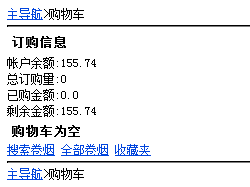 主导航>购物车
订购信息
帐户余额:155.74
总订购量:0
已购金额:0.0
剩余金额:155.74
购物车为空
搜索卷烟 全部卷烟 收藏夹
主导航>购物车